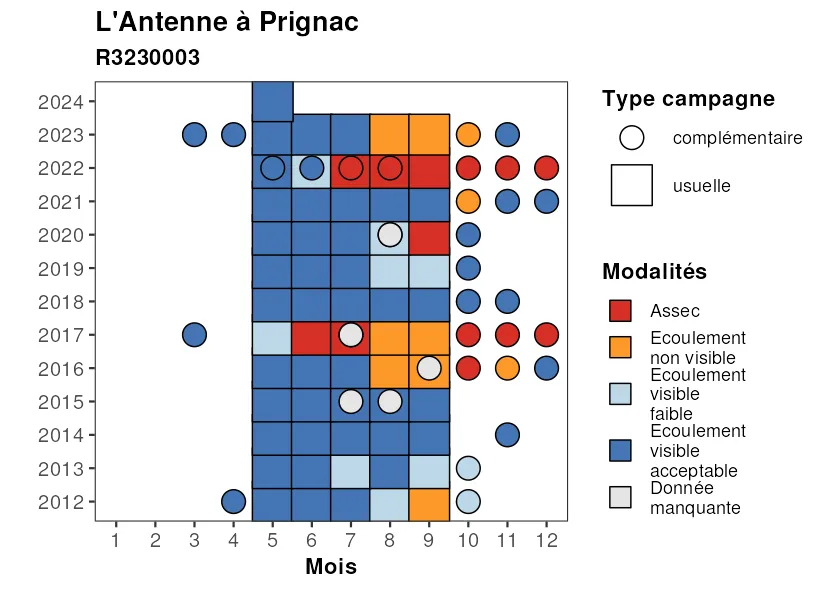 L'Antenne à Prignac
R3230003
2024
2023
2022
2021
2020
2019
2018
2017
2016
2015
2014
2013
2012
1 2 3 4 5 6 7 8 9 10 11 12
Mois
Type campagne
complémentaire
usuelle
Modalités
Assec
Ecoulement
non visible
Ecoulement
visible
faible
Ecoulement
visible
acceptable
Donnée
manquante